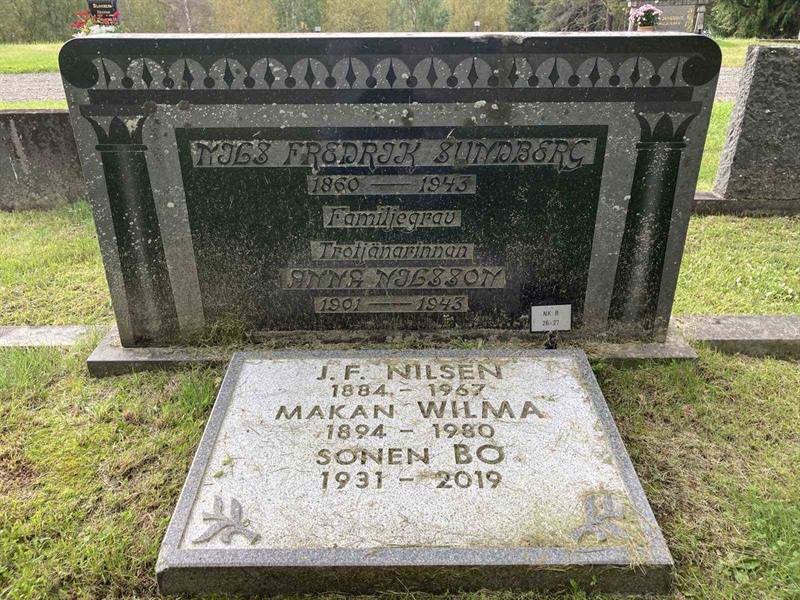 NILS FREDRIK SUNDBERG
1860 — 1943
Familjegrav
Trotjänarinnan
ANNA NILSSON
1901 — 1943
NK B
26-27
J.F. NILSEN
1884 – 1967
MAKAN WILMA
1894 – 1980
SONEN BO
1931 – 2019